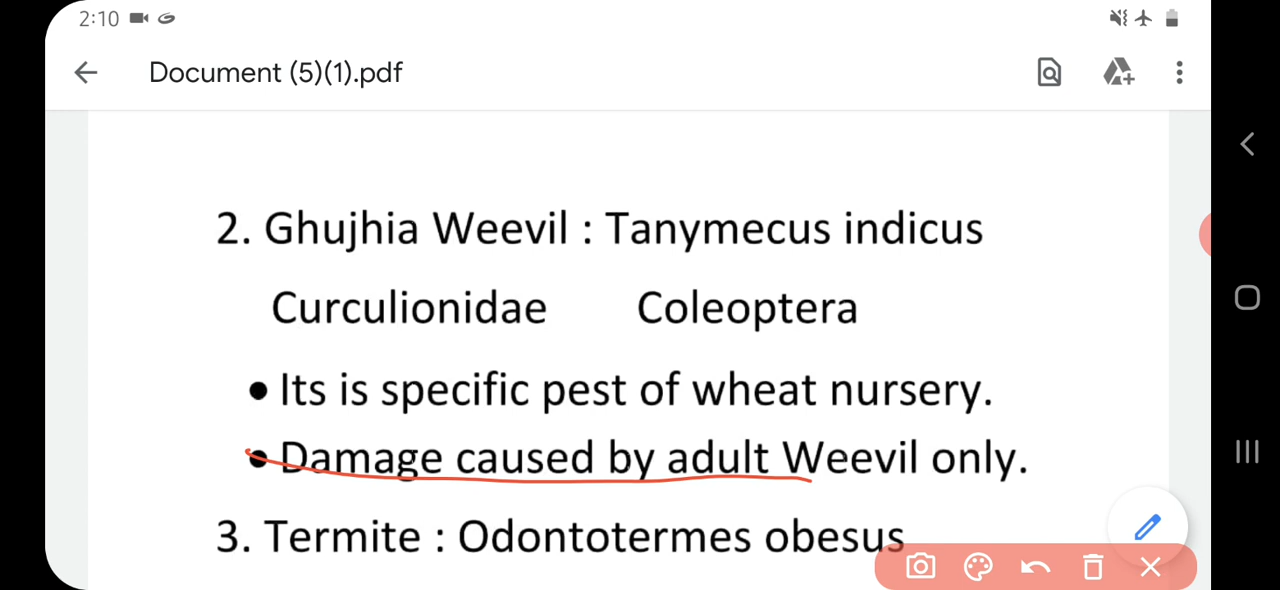 2:10
Document (5)(1).pdf
2. Ghujhia Weevil : Tanymecus indicus
Curculionidae Coleoptera
• Its is specific pest of wheat nursery.
• Damage caused by adult Weevil only.
3. Termite : Odontotermes obesus